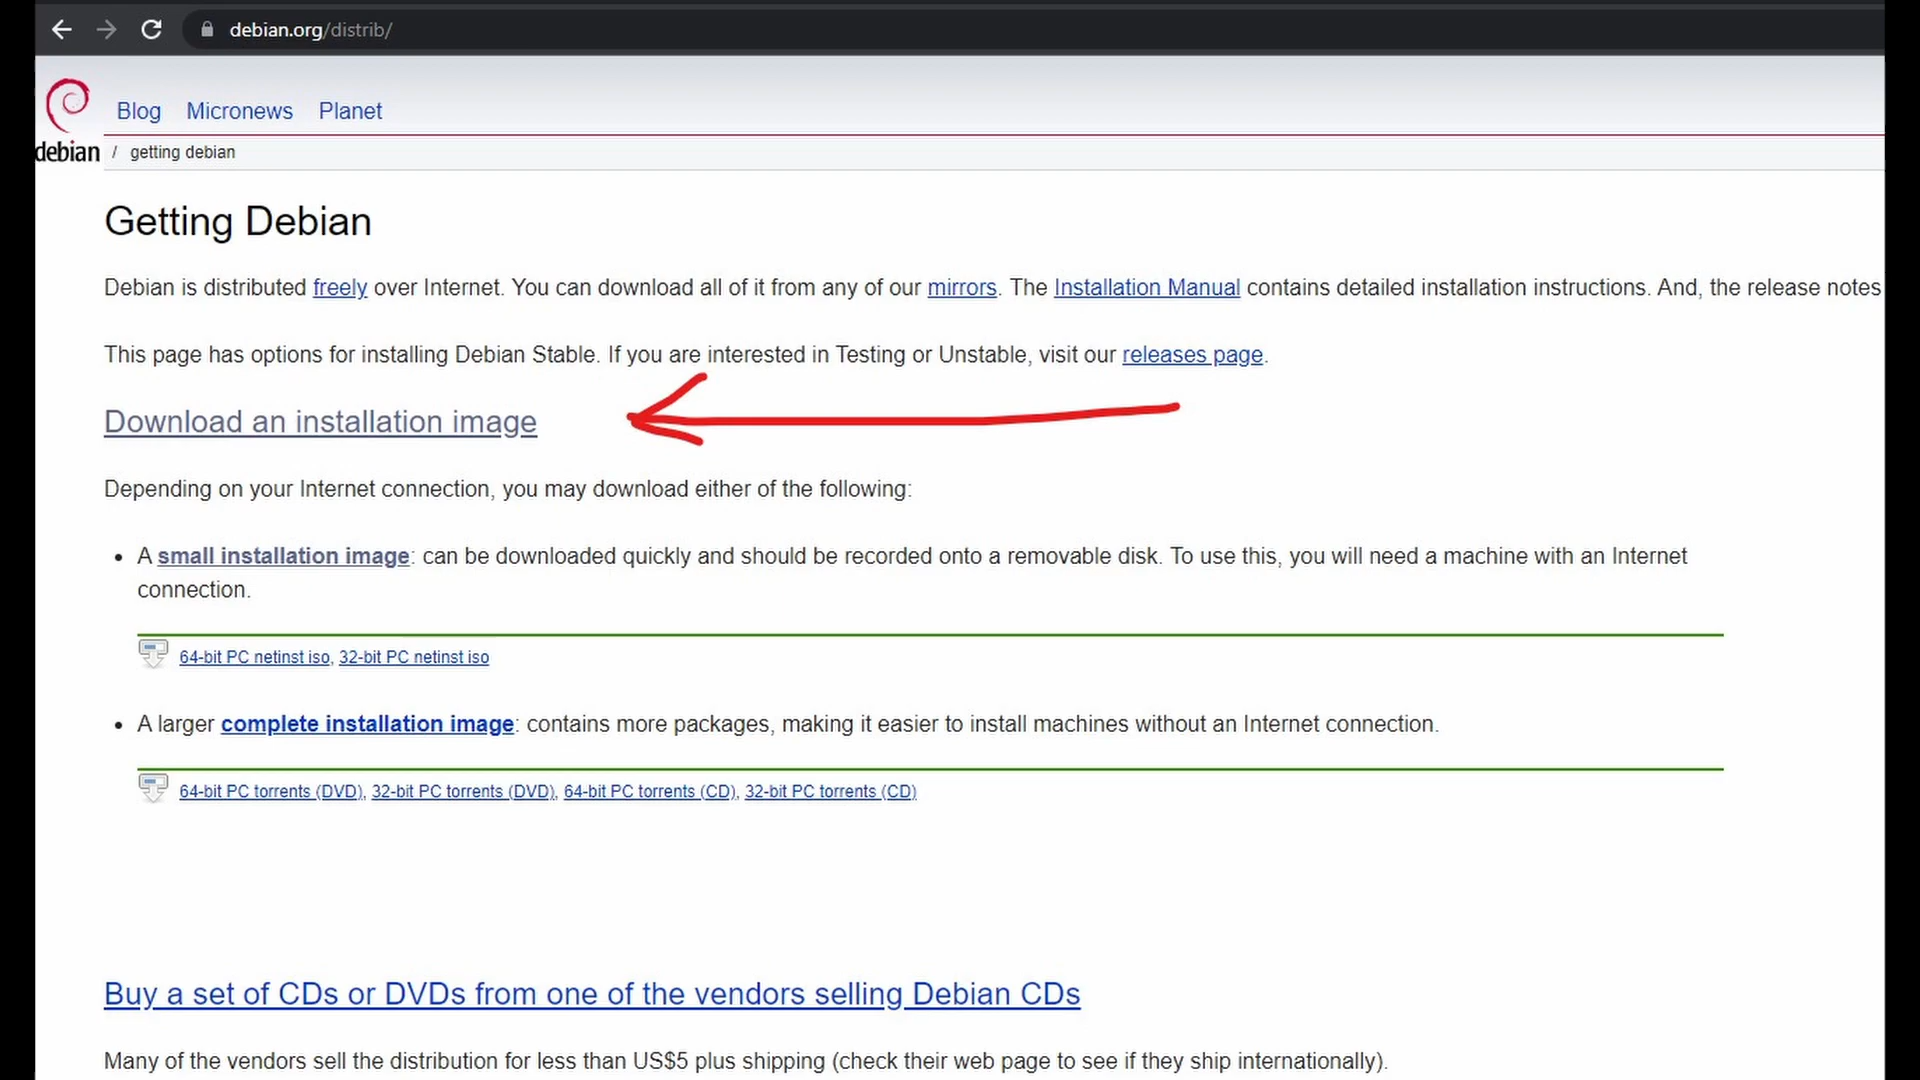 debian.org/distrib/
Blog Micronews Planet
debian / getting debian
Getting Debian
Debian is distributed freely over Internet. You can download all of it from any of our mirrors. The Installation Manual contains detailed installation instructions. And, the release notes
This page has options for installing Debian Stable. If you are interested in Testing or Unstable, visit our releases page.
Download an installation image
Depending on your Internet connection, you may download either of the following:
• A small installation image: can be downloaded quickly and should be recorded onto a removable disk. To use this, you will need a machine with an Internet
connection.
64-bit PC netinst iso, 32-bit PC netinst iso
• A larger complete installation image: contains more packages, making it easier to install machines without an Internet connection.
64-bit PC torrents (DVD), 32-bit PC torrents (DVD), 64-bit PC torrents (CD), 32-bit PC torrents (CD)
Buy a set of CDs or DVDs from one of the vendors selling Debian CDs
Many of the vendors sell the distribution for less than US$5 plus shipping (check their web page to see if they ship internationally).